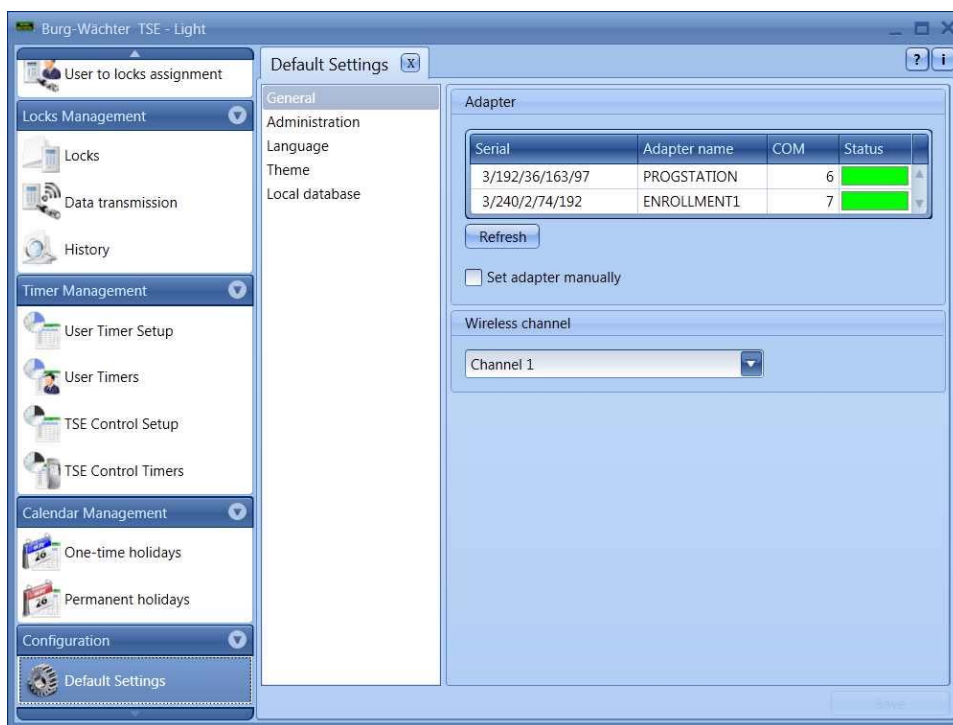 Burg-Wächter TSE - Light
User to locks assignment
Locks Management
Locks
Data transmission
History
Timer Management
User Timer Setup
User Timers
TSE Control Setup
TSE Control Timers
Calendar Management
One-time holidays
Permanent holidays
Configuration
Default Settings
Default Settings X
? i
General
Administration
Language
Theme
Local database
Adapter
Serial Adapter name COM Status
3/192/36/163/97 PROGSTATION 6
3/240/2/74/192 ENROLLMENT1 7
Refresh
Set adapter manually
Wireless channel
Channel 1
Save